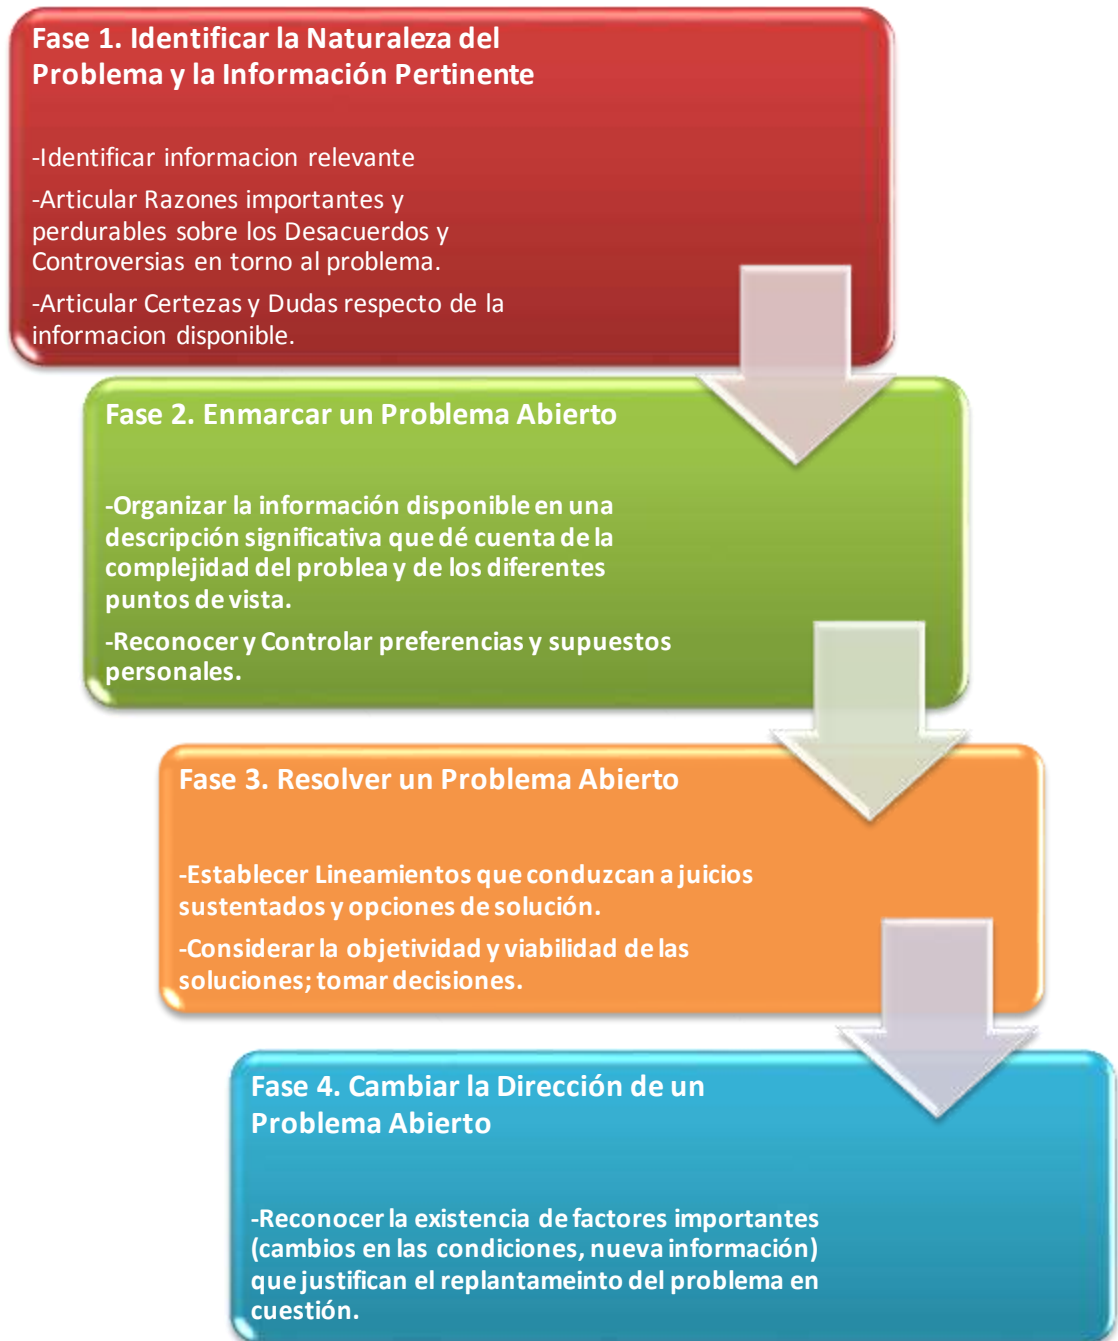 Fase 1. Identificar la Naturaleza del
Problema y la Información Pertinente
-Identificar informacion relevante
-Articular Razones importantes y
perdurables sobre los Desacuerdos y
Controversias en torno al problema.
-Articular Certezas y Dudas respecto de la
informacion disponible.
Fase 2. Enmarcar un Problema Abierto
-Organizar la información disponible en una
descripción significativa que dé cuenta de la
complejidad del problea y de los diferentes
puntos de vista.
-Reconocer y Controlar preferencias y supuestos
personales.
Fase 3. Resolver un Problema Abierto
-Establecer Lineamientos que conduzcan a juicios
sustentados y opciones de solución.
-Considerar la objetividad y viabilidad de las
soluciones; tomar decisiones.
Fase 4. Cambiar la Dirección de un
Problema Abierto
-Reconocer la existencia de factores importantes
(cambios en las condiciones, nueva información)
que justifican el replantameinto del problema en
cuestión.